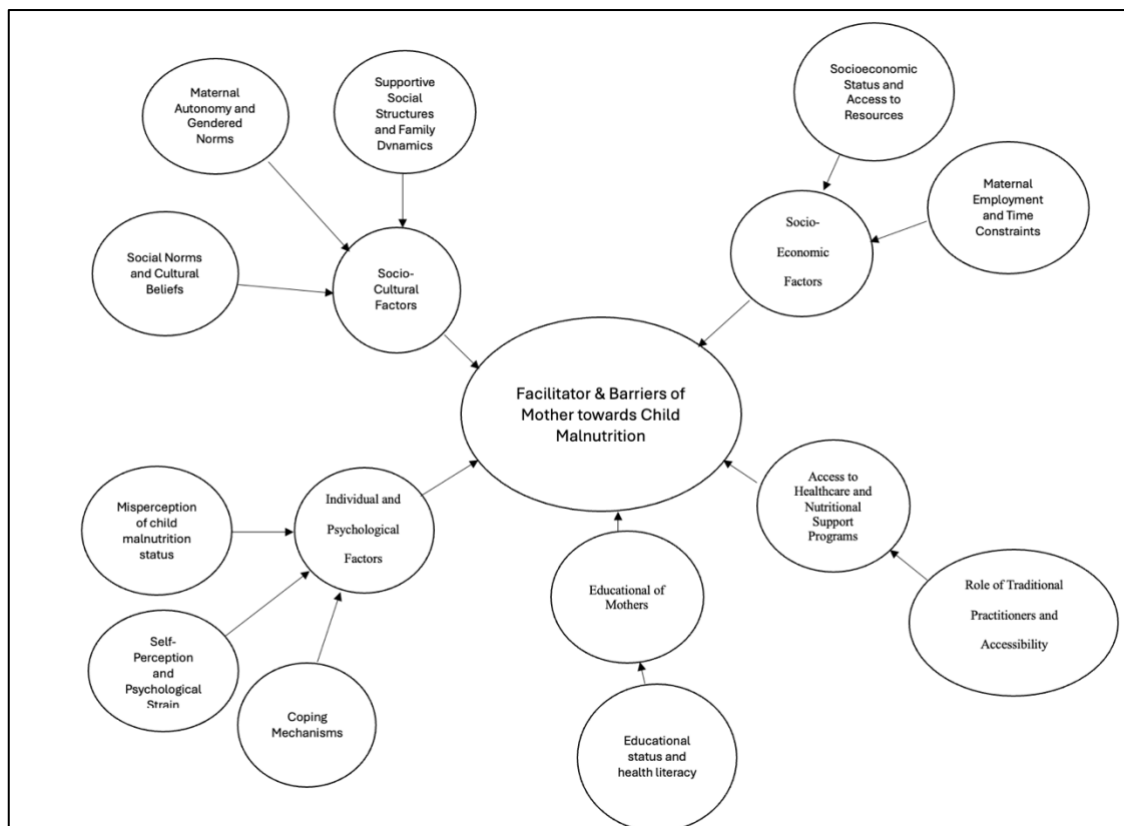 Maternal
Autonomy and
Gendered
Norms
Supportive
Social
Structures
and Family
Dynamics
Socioeconomic
Status and
Access to
Resources
Maternal
Employment
and Time
Constraints
Social Norms
and Cultural
Beliefs
Socio-
Cultural
Factors
Socio-
Economic
Factors
Facilitator & Barriers of
Mother towards Child
Malnutrition
Misperception
of child
malnutrition
status
Individual and
Psychological
Factors
Access to
Healthcare and
Nutritional
Support
Programs
Educational of
Mothers
Role of Traditional
Practitioners and
Accessibility
Self-
Perception
and
Psychological
Strain
Coping
Mechanisms
Educational
status and
health literacy